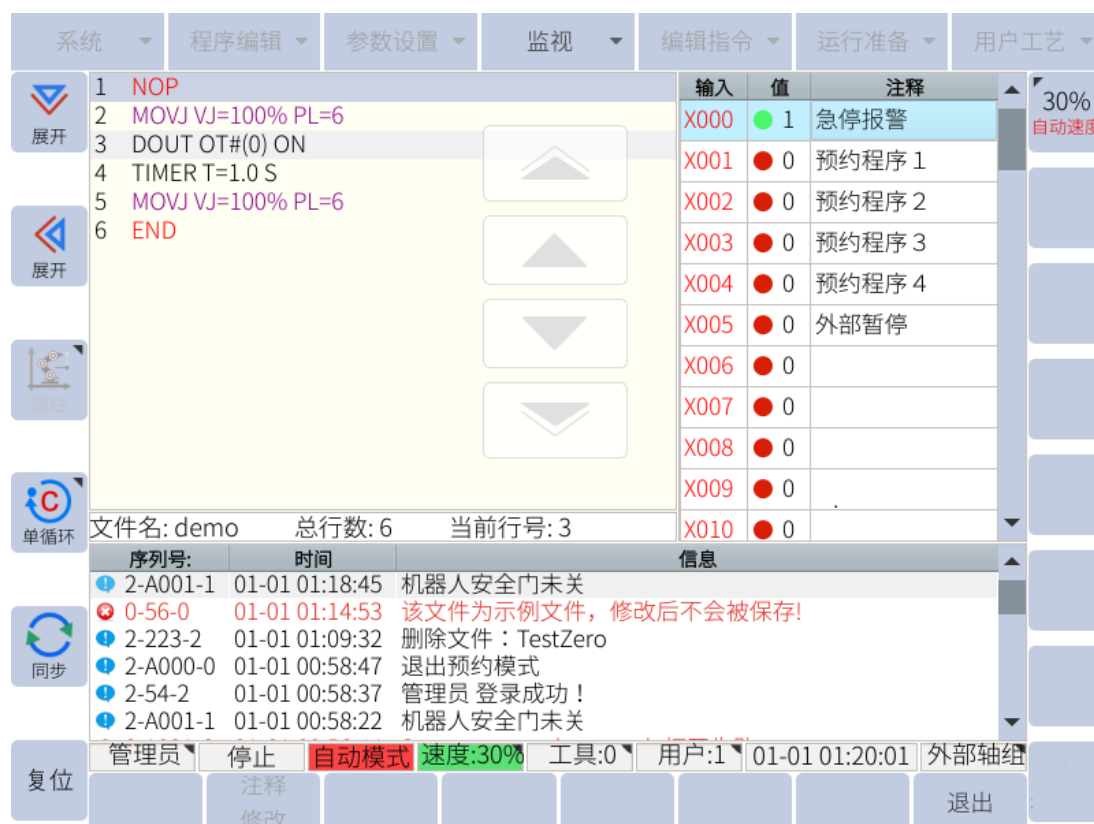 系统 程序编辑 参数设置 监视 编辑指令 运行准备 用户工艺
展开
展开
圆柱
C
单循环
同步
复位
1 NOP
2 MOVJ VJ=100% PL=6
3 DOUT OT#(0) ON
4 TIMER T=1.0 S
5 MOVJ VJ=100% PL=6
6 END
文件名: demo 总行数: 6 当前行号: 3
输入 值 注释
X000 1 急停报警
X001 0 预约程序１
X002 0 预约程序２
X003 0 预约程序３
X004 0 预约程序４
X005 0 外部暂停
X006 0
X007 0
X008 0
X009 0
X010 0
30%
自动速度
序列号: 时间 信息
2-A001-1 01-01 01:18:45 机器人安全门未关
0-56-0 01-01 01:14:53 该文件为示例文件，修改后不会被保存!
2-223-2 01-01 01:09:32 删除文件：TestZero
2-A000-0 01-01 00:58:47 退出预约模式
2-54-2 01-01 00:58:37 管理员 登录成功！
2-A001-1 01-01 00:58:22 机器人安全门未关
管理员 停止 自动模式 速度:30% 工具:0 用户:1 01-01 01:20:01 外部轴组
注释
修改
退出